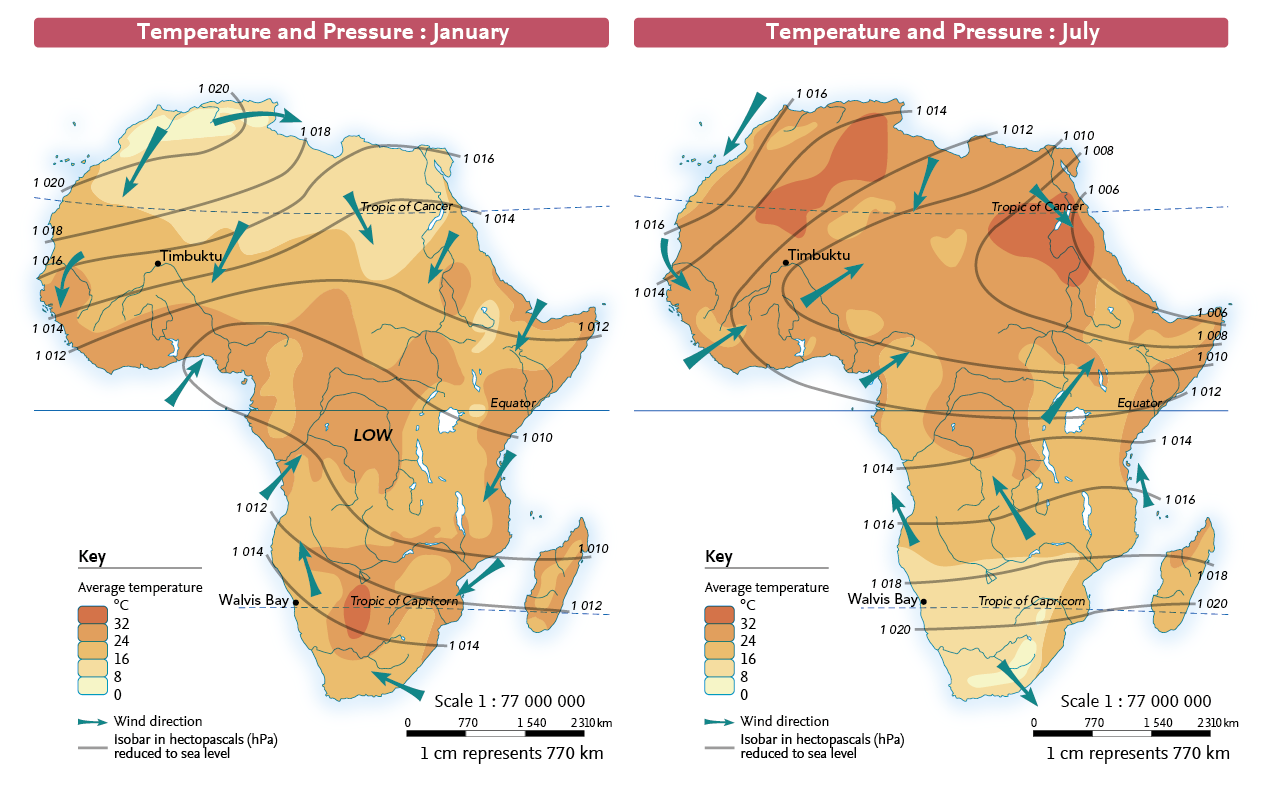 Temperature and Pressure : January
1 020
1 018
1 016
1 020
Tropic of Cancer
1 014
1 018
Timbuktu
1 016
1 014
1 012
1 012
Equator
LOW
1 010
1 012
1 014
1 010
Walvis Bay
Tropic of Capricorn
1 012
1 014
Key
Average temperature
°C
32
24
16
8
0
Wind direction
Isobar in hectopascals (hPa)
reduced to sea level
Scale 1 : 77 000 000
0 770 1 540 2 310 km
1 cm represents 770 km
Temperature and Pressure : July
1 016
1 014
1 012
1 010
1 008
1 006
Tropic of Cancer
1 016
Timbuktu
1 014
1 006
1 008
1 010
1 012
Equator
1 014
1 014
1 016
1 016
1 018
1 018
Walvis Bay
Tropic of Capricorn
1 020
1 020
Key
Average temperature
°C
32
24
16
8
0
Wind direction
Isobar in hectopascals (hPa)
reduced to sea level
Scale 1 : 77 000 000
0 770 1 540 2 310 km
1 cm represents 770 km